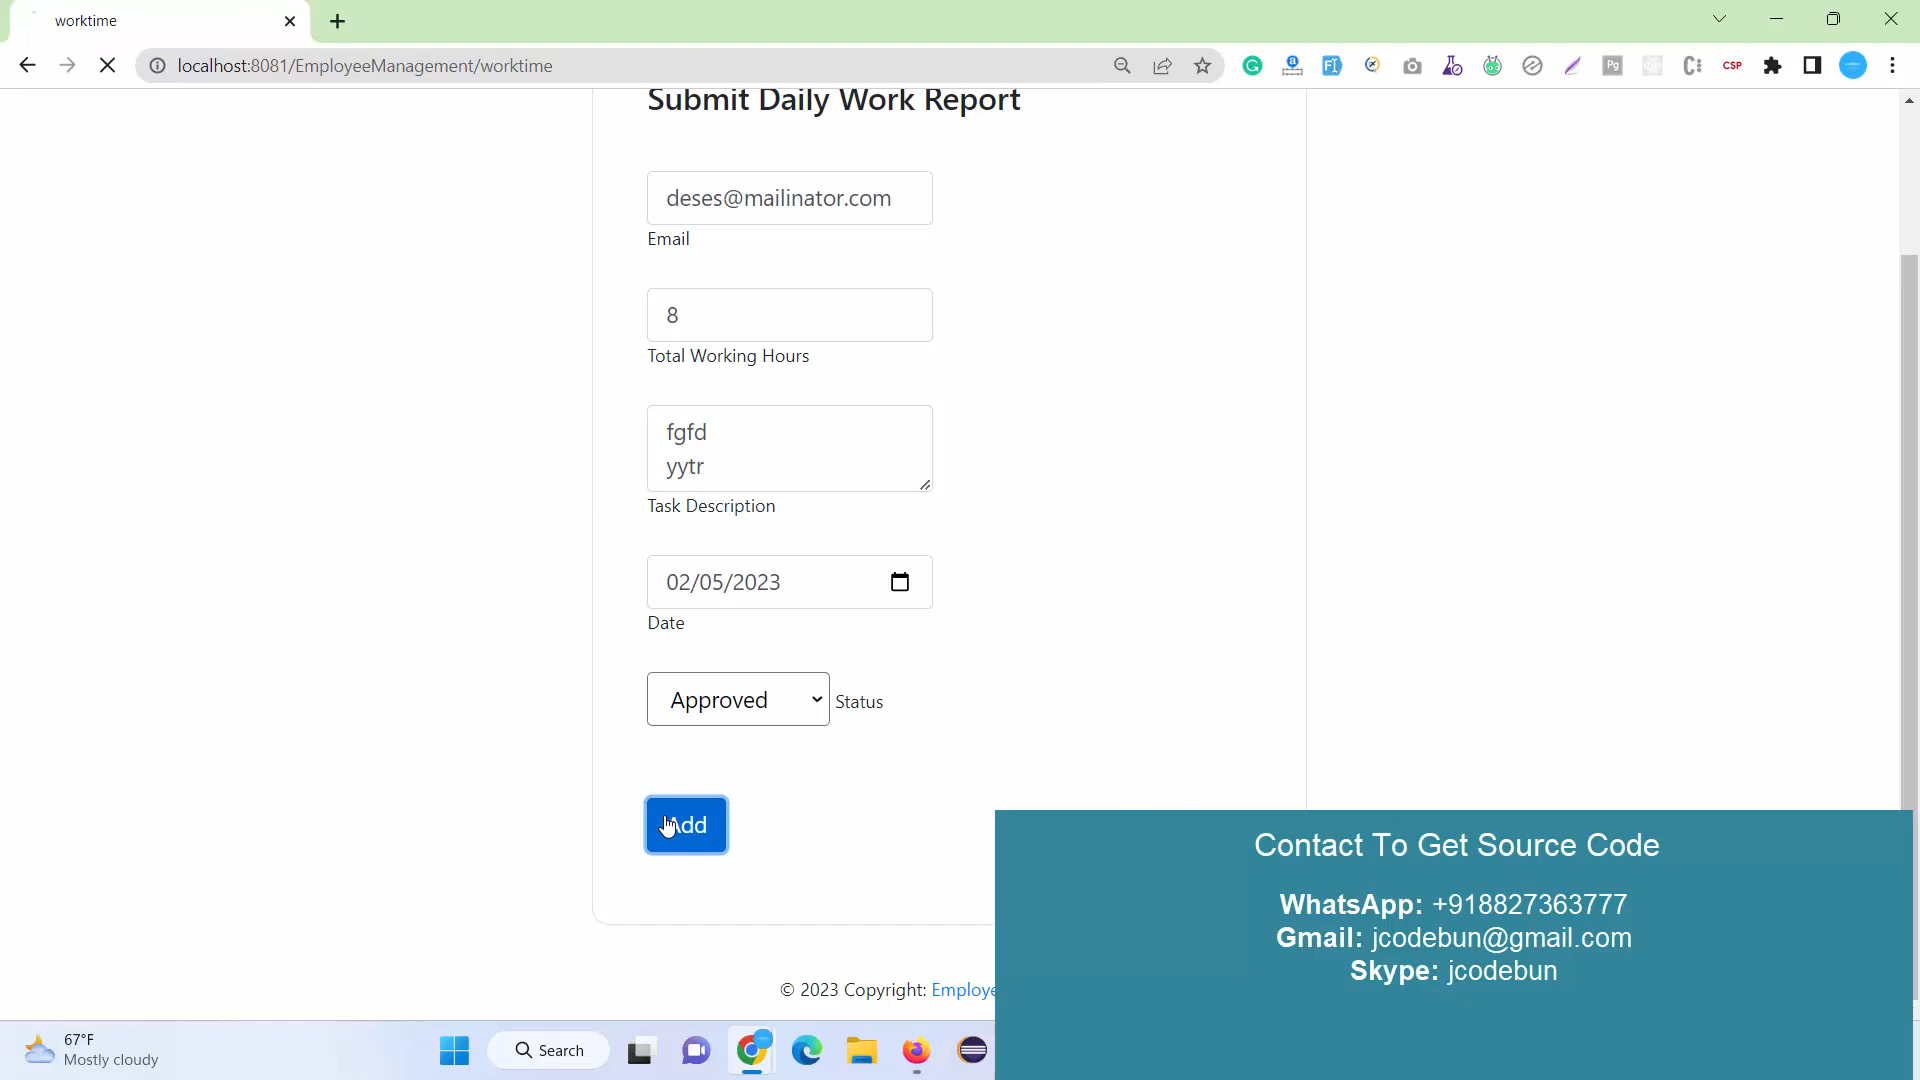 worktime
localhost:8081/EmployeeManagement/worktime
CSP
Submit Daily Work Report
deses@mailinator.com
Email
8
Total Working Hours
fgfd
yytr
Task Description
02/05/2023
Date
Approved Status
Add
Contact To Get Source Code
WhatsApp: +918827363777
Gmail: jcodebun@gmail.com
Skype: jcodebun
© 2023 Copyright: Employe
67°F
Mostly cloudy
Search